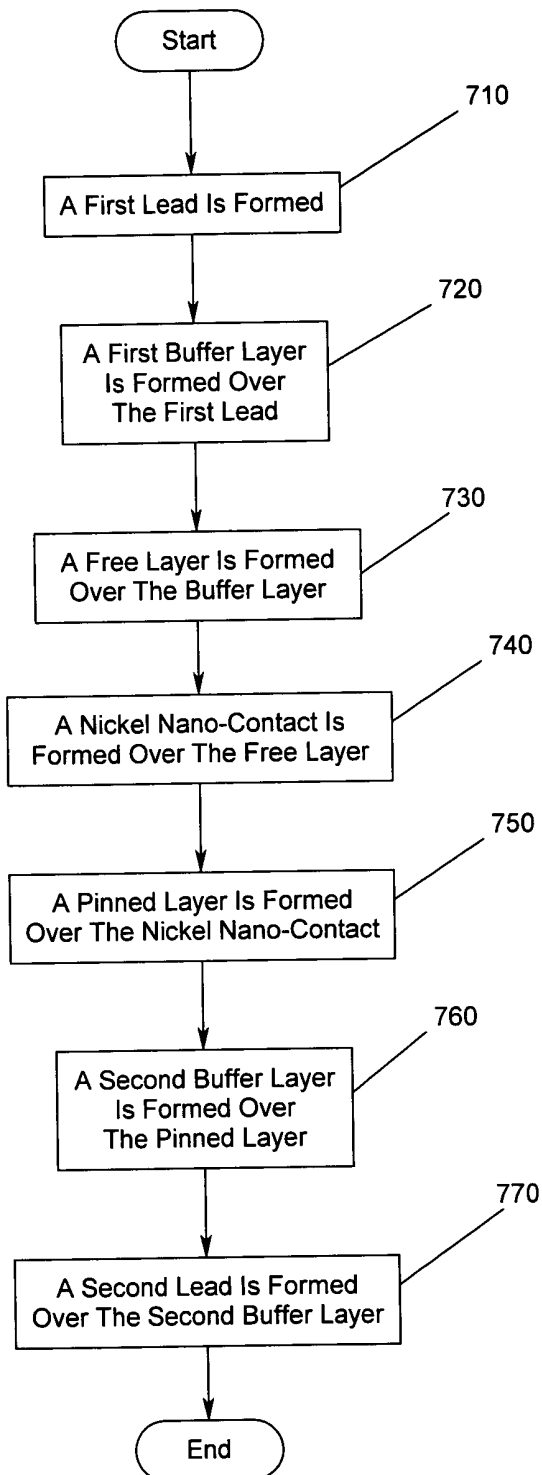 Start
710
A First Lead Is Formed
720
A First Buffer Layer
Is Formed Over
The First Lead
730
A Free Layer Is Formed
Over The Buffer Layer
740
A Nickel Nano-Contact Is
Formed Over The Free Layer
750
A Pinned Layer Is Formed
Over The Nickel Nano-Contact
760
A Second Buffer Layer
Is Formed Over
The Pinned Layer
770
A Second Lead Is Formed
Over The Second Buffer Layer
End